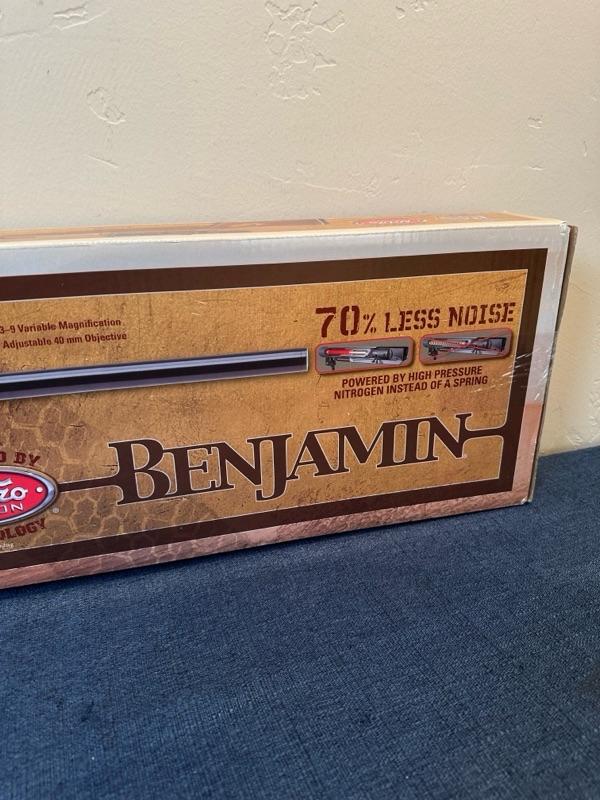 3-9 Variable Magnification
Adjustable 40 mm Objective
70% LESS NOISE
POWERED BY HIGH PRESSURE
NITROGEN INSTEAD OF A SPRING
BENJAMIN
BY